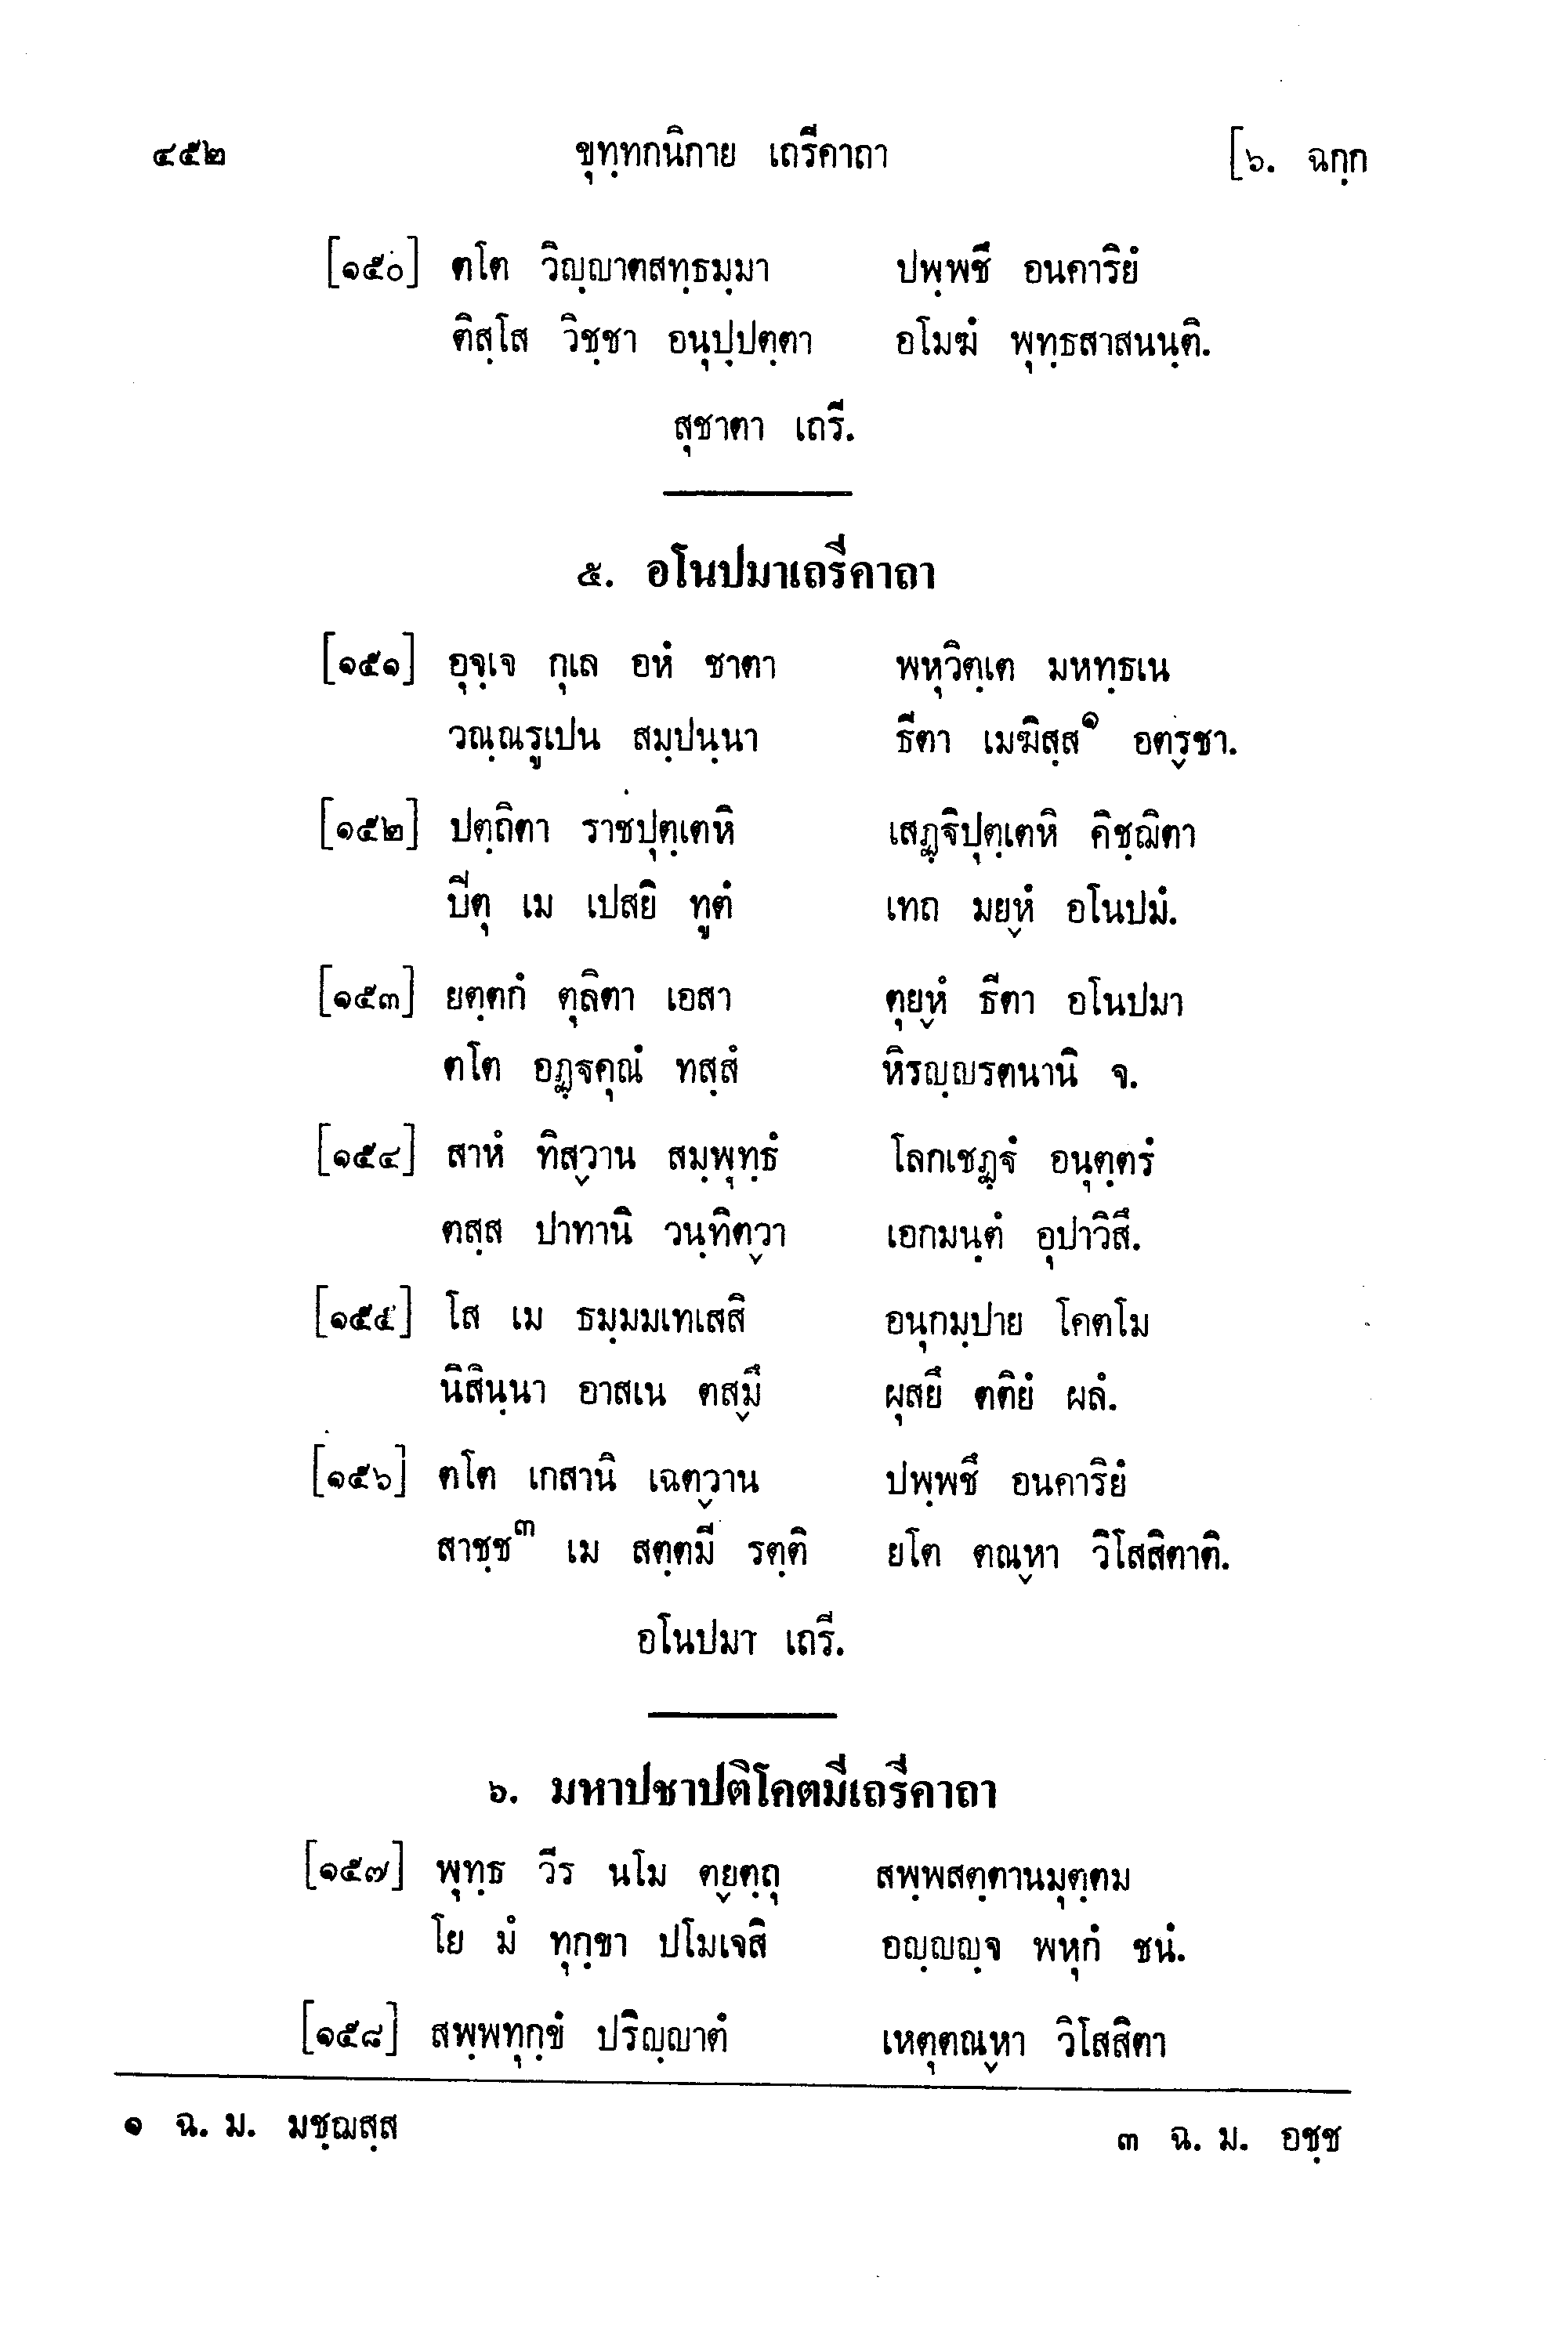 ๔๕๒ ขุทฺทกนิกาย เถรีคาถา [๖. ฉกฺก
[๑๕๐] ตโต วิญฺญาตสทฺธมฺมา ปพฺพชึ อนคาริยํ
ติสฺโส วิชฺชา อนุปฺปตฺตา อโมฆํ พุทฺธสาสนนฺติ.
สุชาตา เถรี.
๕. อโนปมาเถรีคาถา
[๑๕๑] อุจฺเจ กุเล อหํ ชาตา พหุวิตฺเต มหทฺธเน
วณฺณรูเปน สมฺปนฺนา ธีตา เมฆิสฺส๑ อตฺรูชา.
[๑๕๒] ปตฺถิตา ราชปุตฺเตหิ เสฏฺฐิปุตฺเตหิ คิชฺฌิตา
ปีตุ เม เปสยิ ทูตํ เทถ มยฺหํ อโนปมํ.
[๑๕๓] ยตฺตกํ ตุลิตา เอสา ตุยฺหํ ธีตา อโนปมา
ตโต อฏฺฐคุณํ ทสฺสํ หิรญฺญรตนานิ จ.
[๑๕๔] สาหํ ทิสฺวาน สมฺพุทฺธํ โลกเชฏฺฐํ อนุตฺตรํ
ตสฺส ปาทานิ วนฺทิตฺวา เอกมนฺตํ อุปาวิสึ.
[๑๕๕] โส เม ธมฺมมเทเสสิ อนุกมฺปาย โคตโม
นิสินฺนา อาสเน ตสฺมึ ผุสยึ ตติยํ ผลํ.
[๑๕๖] ตโต เกสานิ เฉตฺวาน ปพฺพชึ อนคาริยํ
สาชฺช๓ เม สตฺตมี รตฺติ ยโต ตณฺหา วิโสสิตาติ.
อโนปมา เถรี.
๖. มหาปชาปติโคตมีเถรีคาถา
[๑๕๗] พุทฺธ วีร นโม ตฺยตฺถุ สพฺพสตฺตานมุตฺตม
โย มํ ทุกฺขา ปโมเจสิ อญฺญญฺจ พหุกํ ชนํ.
[๑๕๘] สพฺพทุกฺขํ ปริญฺญาตํ เหตุตณฺหา วิโสสิตา
๑ ฉ. ม. มชฺฌสฺส ๓ ฉ. ม. อชฺช